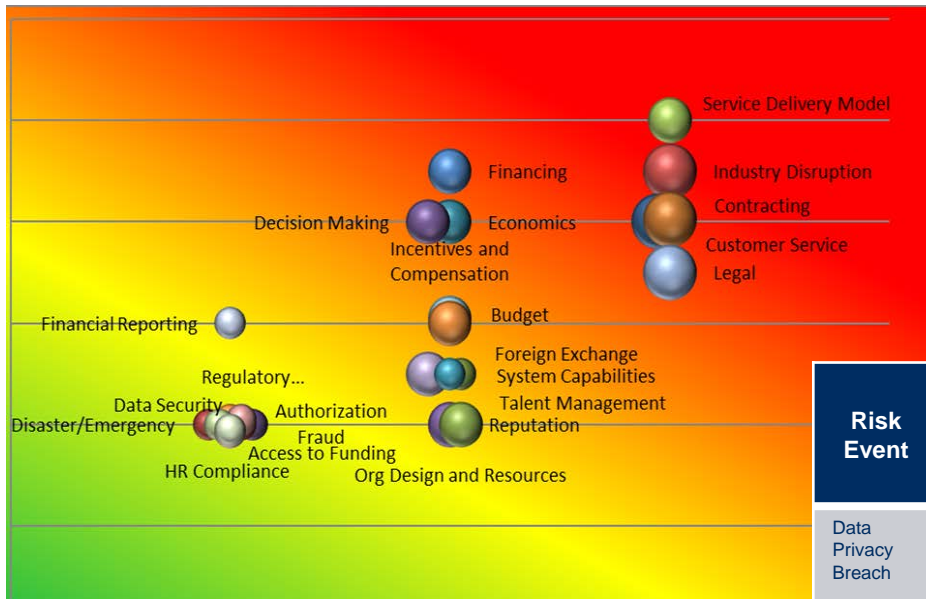 Service Delivery Model
Financing
Industry Disruption
Contracting
Decision Making
Economics
Incentives and
Compensation
Customer Service
Legal
Financial Reporting
Budget
Foreign Exchange
Regulatory...
System Capabilities
Data Security
Authorization
Talent Management
Disaster/Emergency
Fraud
Reputation
Access to Funding
HR Compliance
Org Design and Resources
Risk
Event
Data
Privacy
Breach